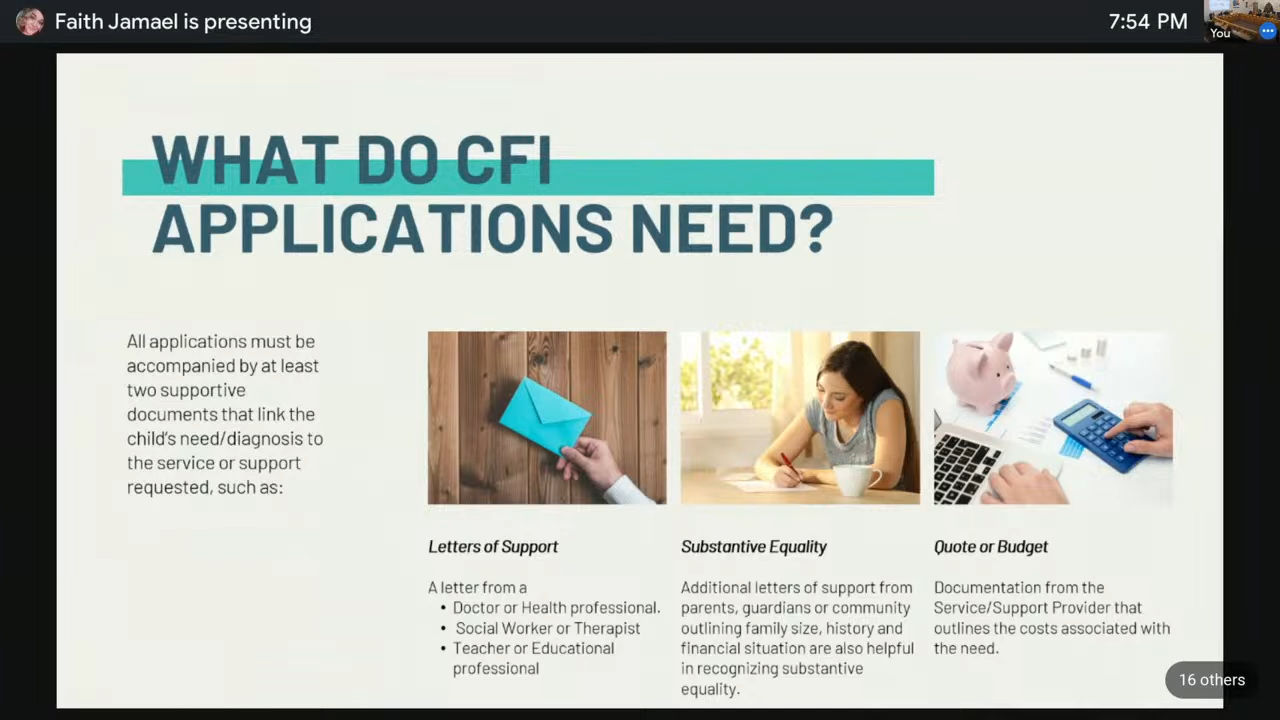 Faith Jamael is presenting
7:54 PM
You
WHAT DO CFI
APPLICATIONS NEED?
All applications must be
accompanied by at least
two supportive
documents that link the
child's need/diagnosis to
the service or support
requested, such as:
Letters of Support
A letter from a
• Doctor or Health professional.
• Social Worker or Therapist
• Teacher or Educational
professional
Substantive Equality
Additional letters of support from
parents, guardians or community
outlining family size, history and
financial situation are also helpful
in recognizing substantive
equality.
Quote or Budget
Documentation from the
Service/Support Provider that
outlines the costs associated with
the need.
16 others